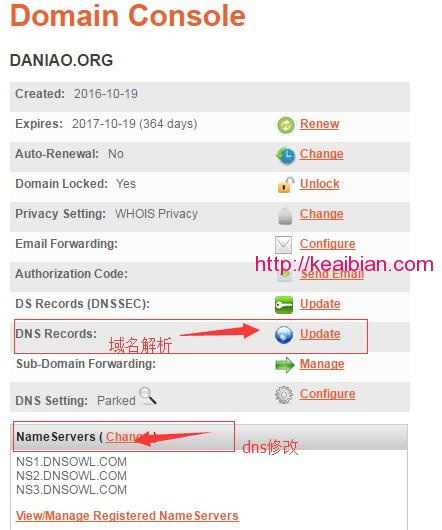 Domain Console
DANIAO.ORG
Created: 2016-10-19
Expires: 2017-10-19 (364 days) Renew
Auto-Renewal: No Change
Domain Locked: Yes Unlock
Privacy Setting: WHOIS Privacy Change
Email Forwarding: Configure
http://keaibian.com
Authorization Code: Send Email
DS Records (DNSSEC): Update
DNS Records: Update
域名解析
Sub-Domain Forwarding: Manage
DNS Setting: Parked Configure
NameServers ( Change )
dns修改
NS1.DNSOWL.COM
NS2.DNSOWL.COM
NS3.DNSOWL.COM
View/Manage Registered NameServers